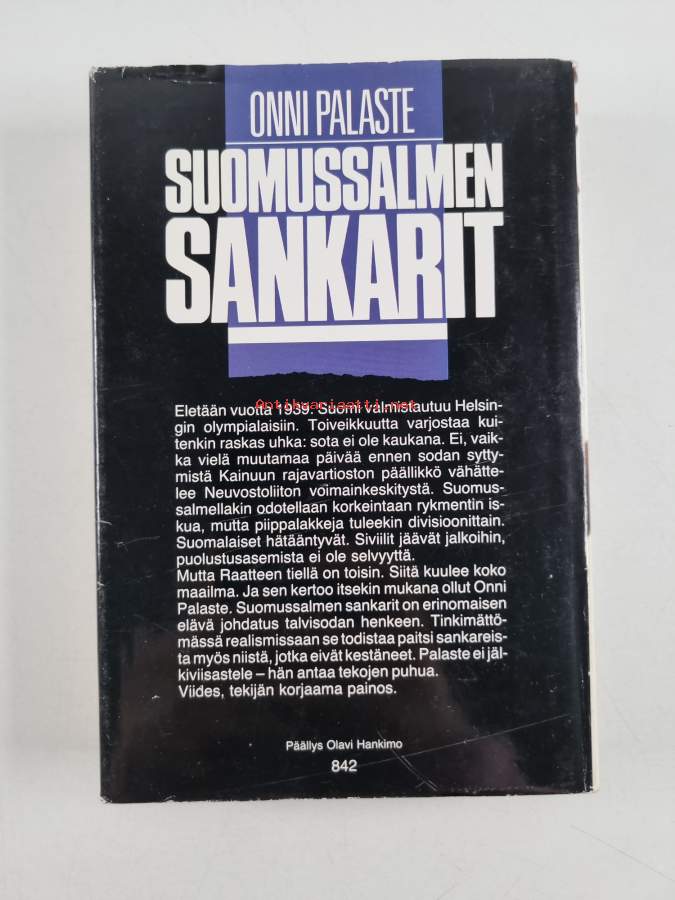 ONNI PALASTE
SUOMUSSALMEN
SANKARIT
Antikvariaatti.net
Eletään vuotta 1939. Suomi valmistautuu Helsin-
gin olympialaisiin. Toiveikkuutta varjostaa kui-
tenkin raskas uhka: sota ei ole kaukana. Ei, vaik-
ka vielä muutamaa päivää ennen sodan sytty-
mistä Kainuun rajavartioston päällikkö vähätte-
lee Neuvostoliiton voimainkeskitystä. Suomus-
salmellakin odotellaan korkeintaan rykmentin is-
kua, mutta piippalakkeja tuleekin divisioonittain.
Suomalaiset hätääntyvät. Siviilit jäävät jalkoihin,
puolustusasemista ei ole selvyyttä.
Mutta Raatteen tiellä on toisin. Siitä kuulee koko
maailma. Ja sen kertoo itsekin mukana ollut Onni
Palaste. Suomussalmen sankarit on erinomaisen
elävä johdatus talvisodan henkeen. Tinkimättö-
mässä realismissaan se todistaa paitsi sankareis-
ta myös niistä, jotka eivät kestäneet. Palaste ei jäl-
kiviisastele – hän antaa tekojen puhua.
Viides, tekijän korjaama painos.
Päällys Olavi Hankimo
842